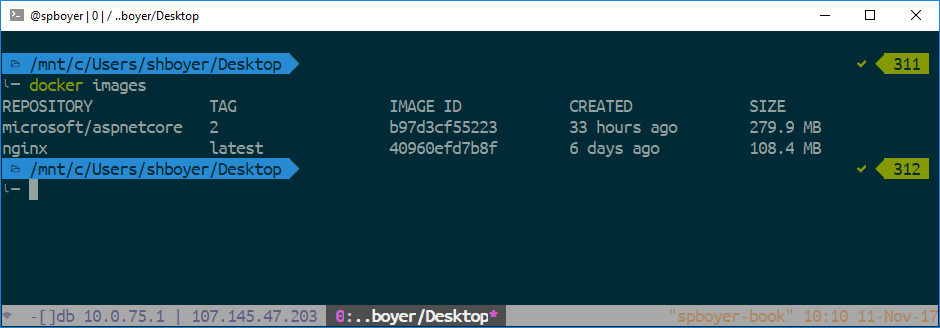 @spboyer | 0 | / ..boyer/Desktop
/mnt/c/Users/shboyer/Desktop ✓ 311
╰─ docker images
REPOSITORY TAG IMAGE ID CREATED SIZE
microsoft/aspnetcore 2 b97d3cf55223 33 hours ago 279.9 MB
nginx latest 40960efd7b8f 6 days ago 108.4 MB
/mnt/c/Users/shboyer/Desktop ✓ 312
╰─
-[]db 10.0.75.1 | 107.145.47.203 0:..boyer/Desktop* "spboyer-book" 10:10 11-Nov-17